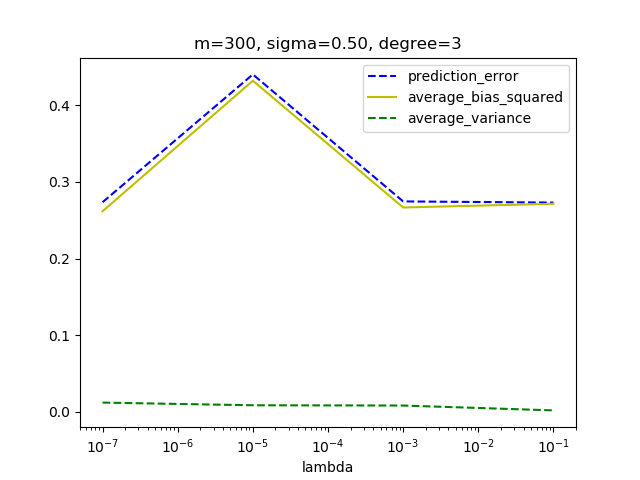 m=300, sigma=0.50, degree=3
prediction_error
average_bias_squared
average_variance
0.4
0.3
0.2
0.1
0.0
10⁻⁷ 10⁻⁶ 10⁻⁵ 10⁻⁴ 10⁻³ 10⁻² 10⁻¹
lambda